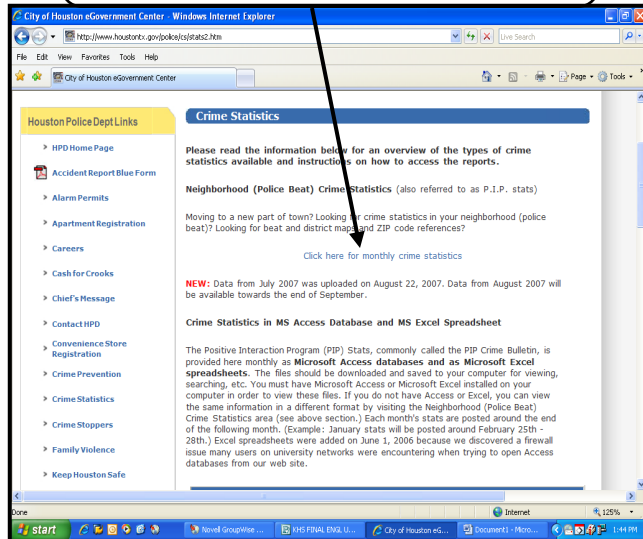 City of Houston eGovernment Center - Windows Internet Explorer
http://www.houstontx.gov/police/cs/stats2.htm
Live Search
File Edit View Favorites Tools Help
City of Houston eGovernment Center
Page Tools
Houston Police Dept Links
HPD Home Page
Accident Report Blue Form
Alarm Permits
Apartment Registration
Careers
Cash for Crooks
Chief's Message
Contact HPD
Convenience Store
Registration
Crime Prevention
Crime Statistics
Crime Stoppers
Family Violence
Keep Houston Safe
Crime Statistics
Please read the information below for an overview of the types of crime
statistics available and instructions on how to access the reports.
Neighborhood (Police Beat) Crime Statistics (also referred to as P.I.P. stats)
Moving to a new part of town? Looking for crime statistics in your neighborhood (police
beat)? Looking for beat and district maps and ZIP code references?
Click here for monthly crime statistics
NEW: Data from July 2007 was uploaded on August 22, 2007. Data from August 2007 will
be available towards the end of September.
Crime Statistics in MS Access Database and MS Excel Spreadsheet
The Positive Interaction Program (PIP) Stats, commonly called the PIP Crime Bulletin, is
provided here monthly as Microsoft Access databases and as Microsoft Excel
spreadsheets. The files should be downloaded and saved to your computer for viewing,
searching, etc. You must have Microsoft Access or Microsoft Excel installed on your
computer in order to view these files. If you do not have Access or Excel, you can view
the same information in a different format by visiting the Neighborhood (Police Beat)
Crime Statistics area (see above section.) Each month's stats are posted around the end
of the following month. (Example: January stats will be posted around February 25th -
28th.) Excel spreadsheets were added on June 1, 2006 because we discovered a firewall
issue many users on university networks were encountering when trying to open Access
databases from our web site.
Done
Internet
125%
start
Novell GroupWise ...
KHS FINAL ENGL U...
City of Houston eG...
Document1 - Micro...
1:44 PM